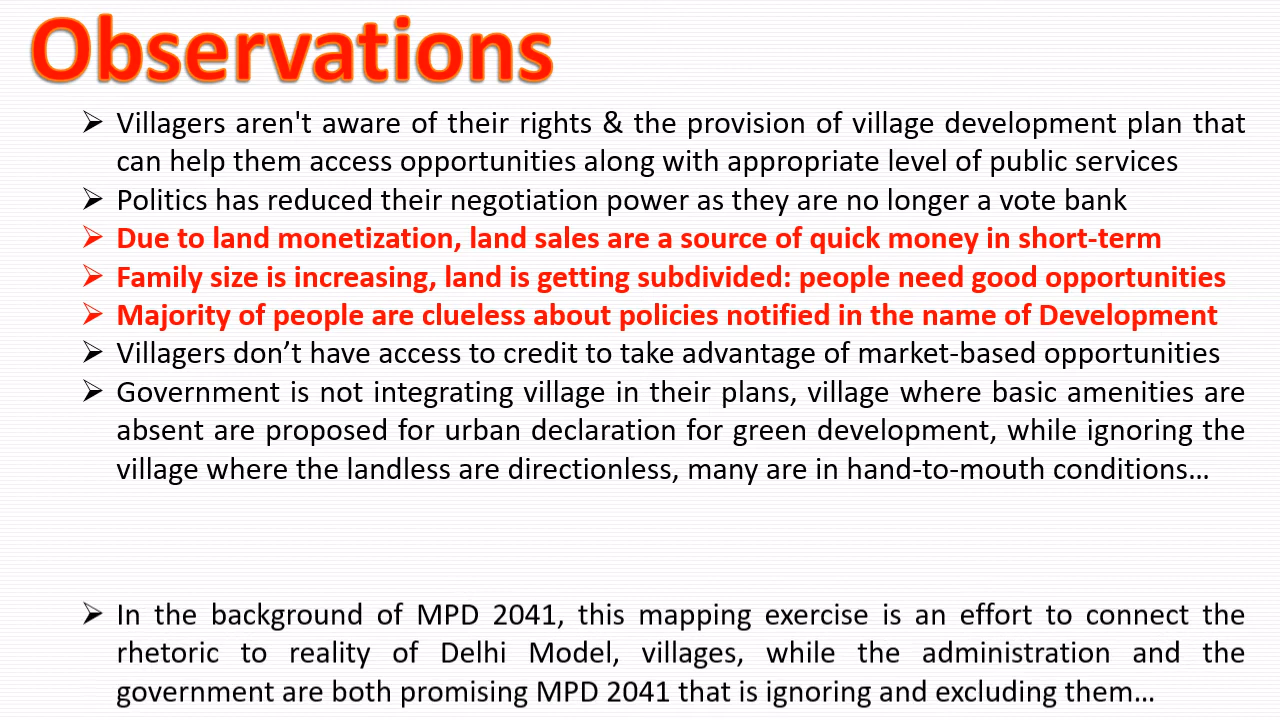 Observations
➢ Villagers aren't aware of their rights & the provision of village development plan that
can help them access opportunities along with appropriate level of public services
➢ Politics has reduced their negotiation power as they are no longer a vote bank
➢ Due to land monetization, land sales are a source of quick money in short-term
➢ Family size is increasing, land is getting subdivided: people need good opportunities
➢ Majority of people are clueless about policies notified in the name of Development
➢ Villagers don’t have access to credit to take advantage of market-based opportunities
➢ Government is not integrating village in their plans, village where basic amenities are
absent are proposed for urban declaration for green development, while ignoring the
village where the landless are directionless, many are in hand-to-mouth conditions…
➢ In the background of MPD 2041, this mapping exercise is an effort to connect the
rhetoric to reality of Delhi Model, villages, while the administration and the
government are both promising MPD 2041 that is ignoring and excluding them…